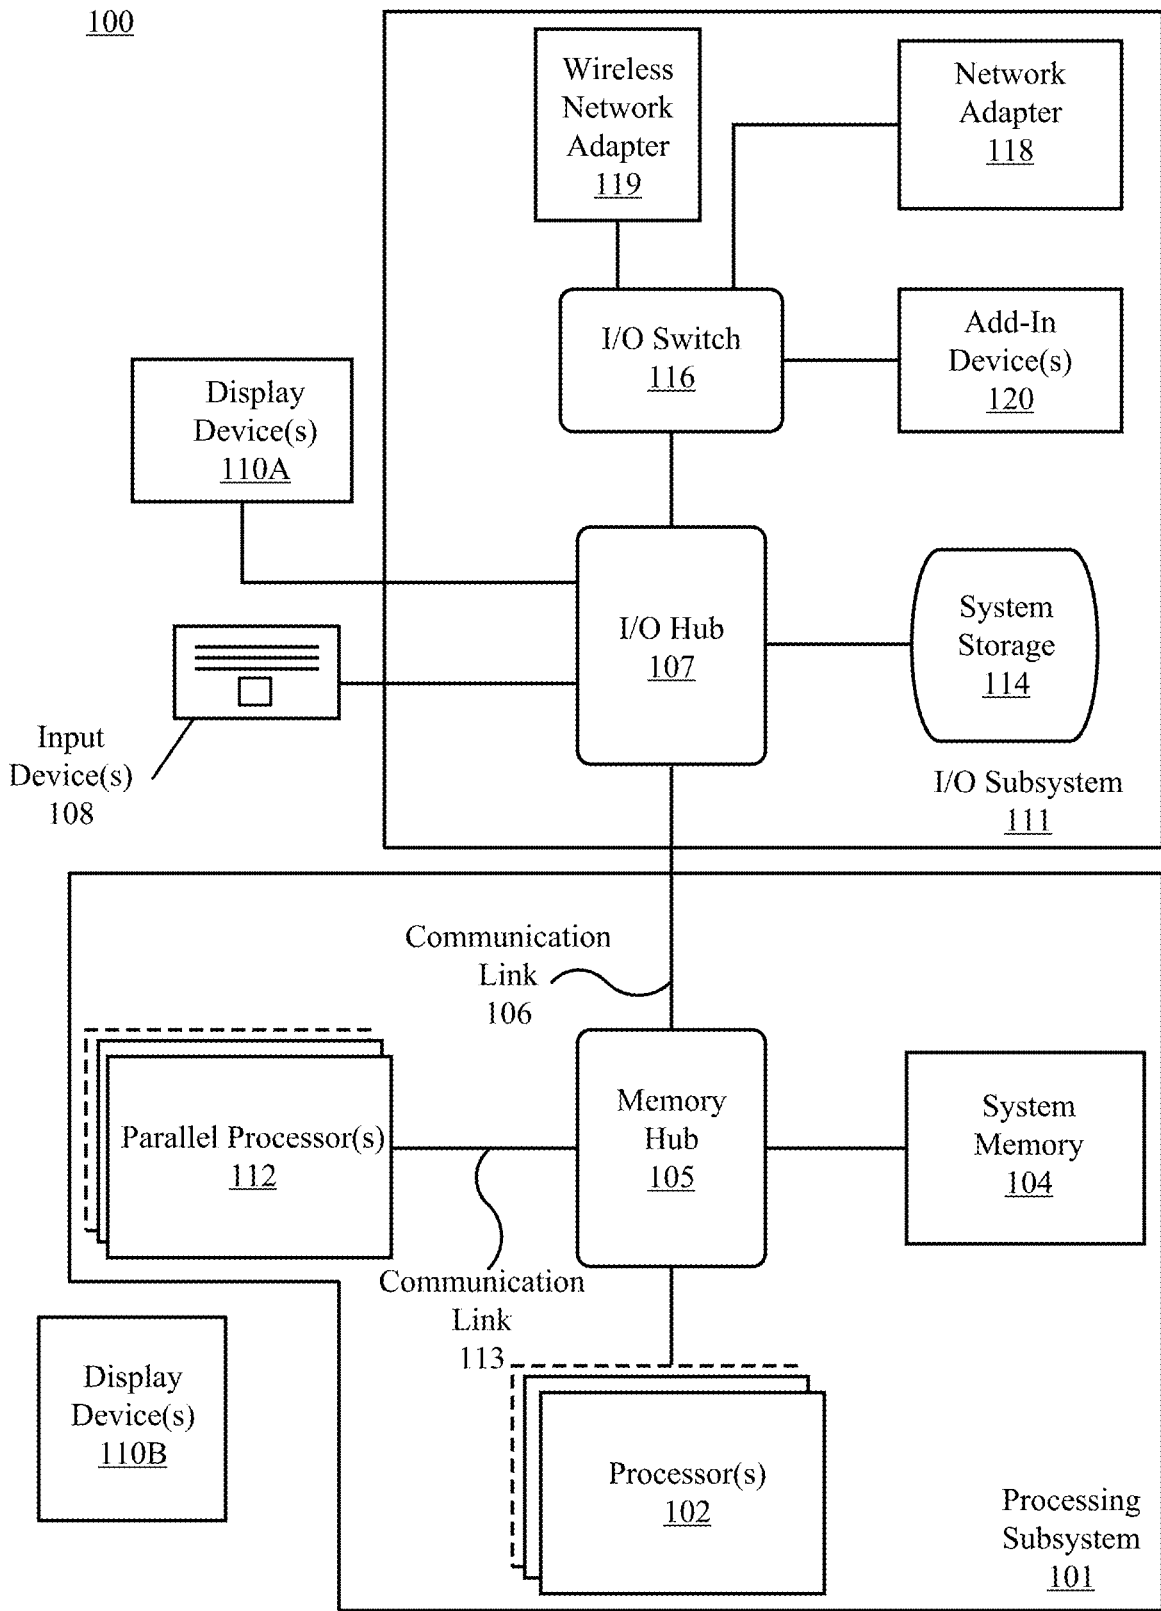 100
Wireless
Network
Adapter
119
Network
Adapter
118
I/O Switch
116
Add-In
Device(s)
120
Display
Device(s)
110A
I/O Hub
107
System
Storage
114
Input
Device(s)
108
I/O Subsystem
111
Communication
Link
106
Parallel Processor(s)
112
Memory
Hub
105
System
Memory
104
Communication
Link
113
Display
Device(s)
110B
Processor(s)
102
Processing
Subsystem
101